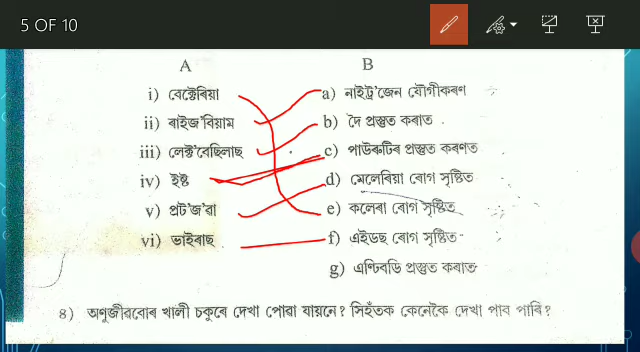 5 OF 10
A B
i) বেক্টেৰিয়া a) নাইট্ৰ'জেন যৌগীকৰণ
ii) ৰাইজ'বিয়াম b) দৈ প্ৰস্তুত কৰাত
iii) লেক্ট'বেছিলাছ c) পাউৰুটিৰ প্ৰস্তুত কৰণত
iv) ইষ্ট d) মেলেৰিয়া ৰোগ সৃষ্টিত
v) প্ৰট'জ'ৱা e) কলেৰা ৰোগ সৃষ্টিত
vi) ভাইৰাছ f) এইডছ ৰোগ সৃষ্টিত
g) এণ্টিবডি প্ৰস্তুত কৰাত
৪) অণুজীৱবোৰ খালী চকুৰে দেখা পোৱা যায়নে? সিহঁতক কেনেকৈ দেখা পাব পাৰি?